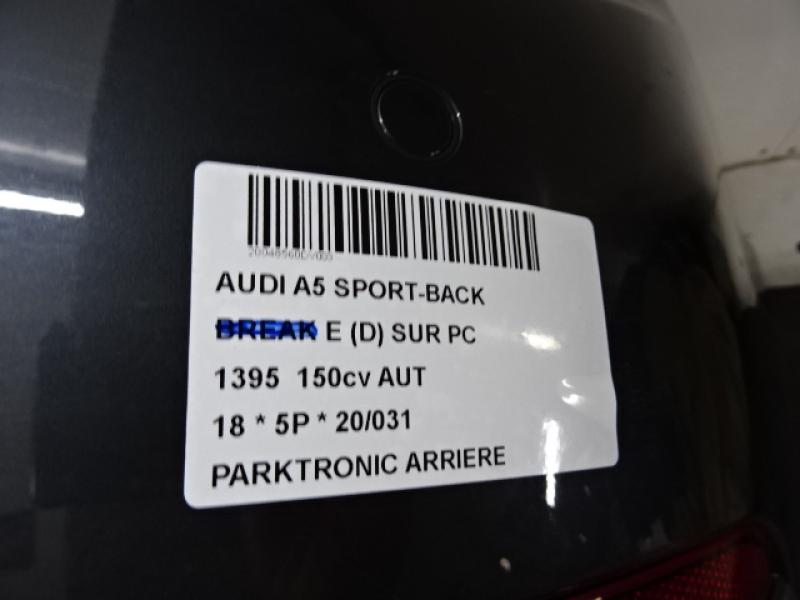 AUDI A5 SPORT-BACK
BREAK E (D) SUR PC
1395 150cv AUT
18 * 5P * 20/031
PARKTRONIC ARRIERE